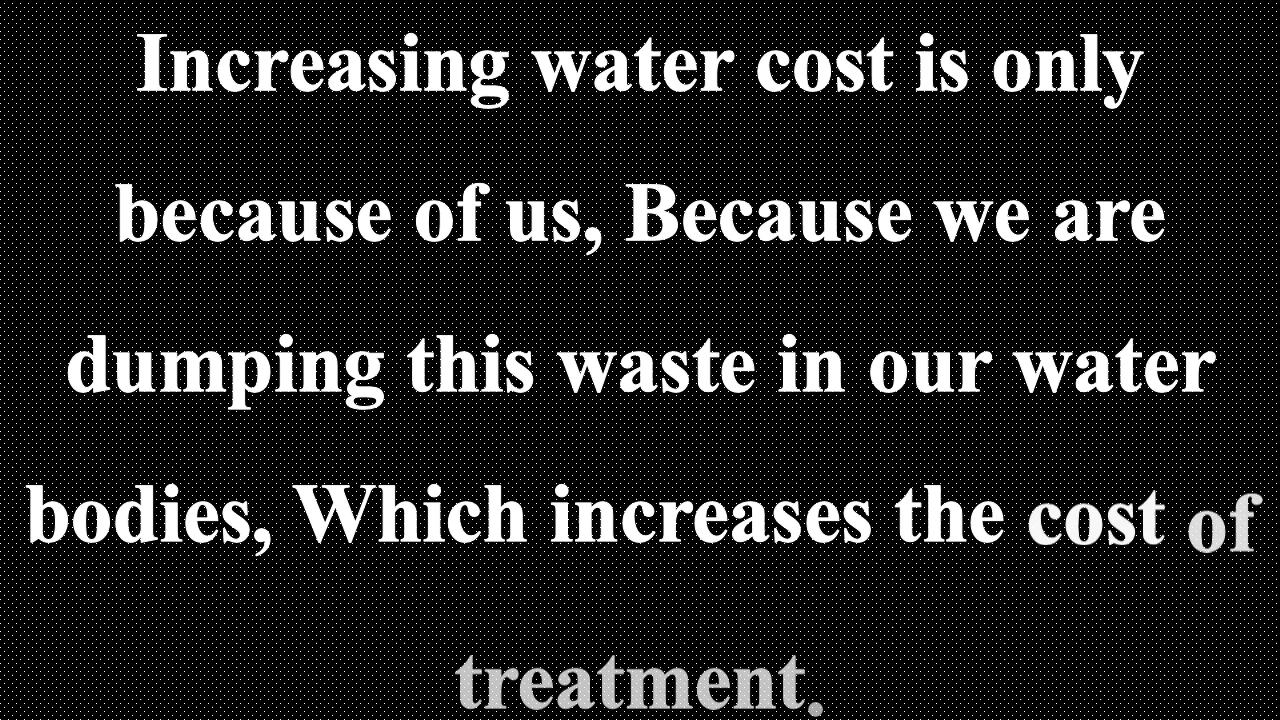 Increasing water cost is only
because of us, Because we are
dumping this waste in our water
bodies, Which increases the cost of
treatment.